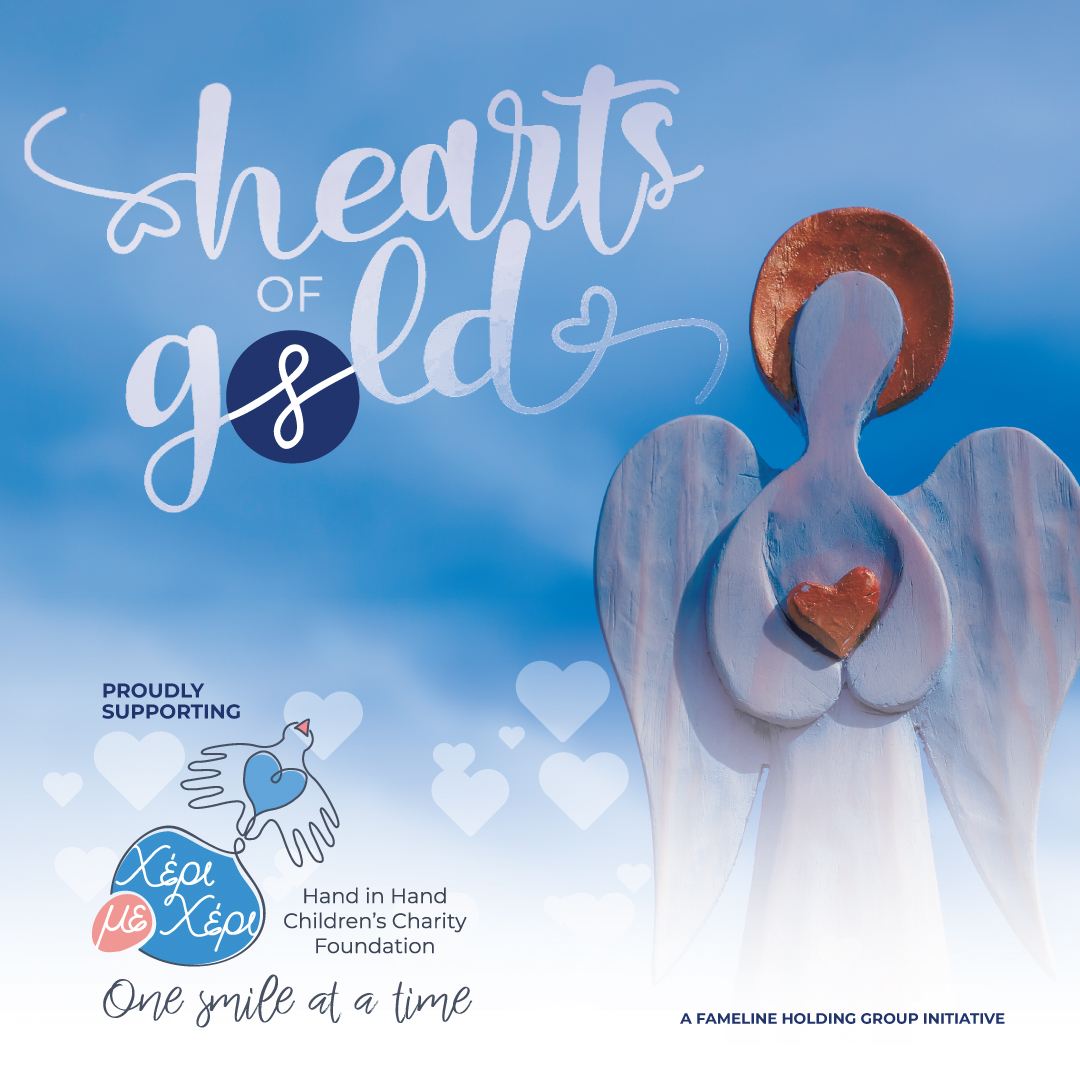 hearts
OF
gold
PROUDLY
SUPPORTING
Χέρι
με Χέρι
Hand in Hand
Children's Charity
Foundation
One smile at a time
A FAMELINE HOLDING GROUP INITIATIVE